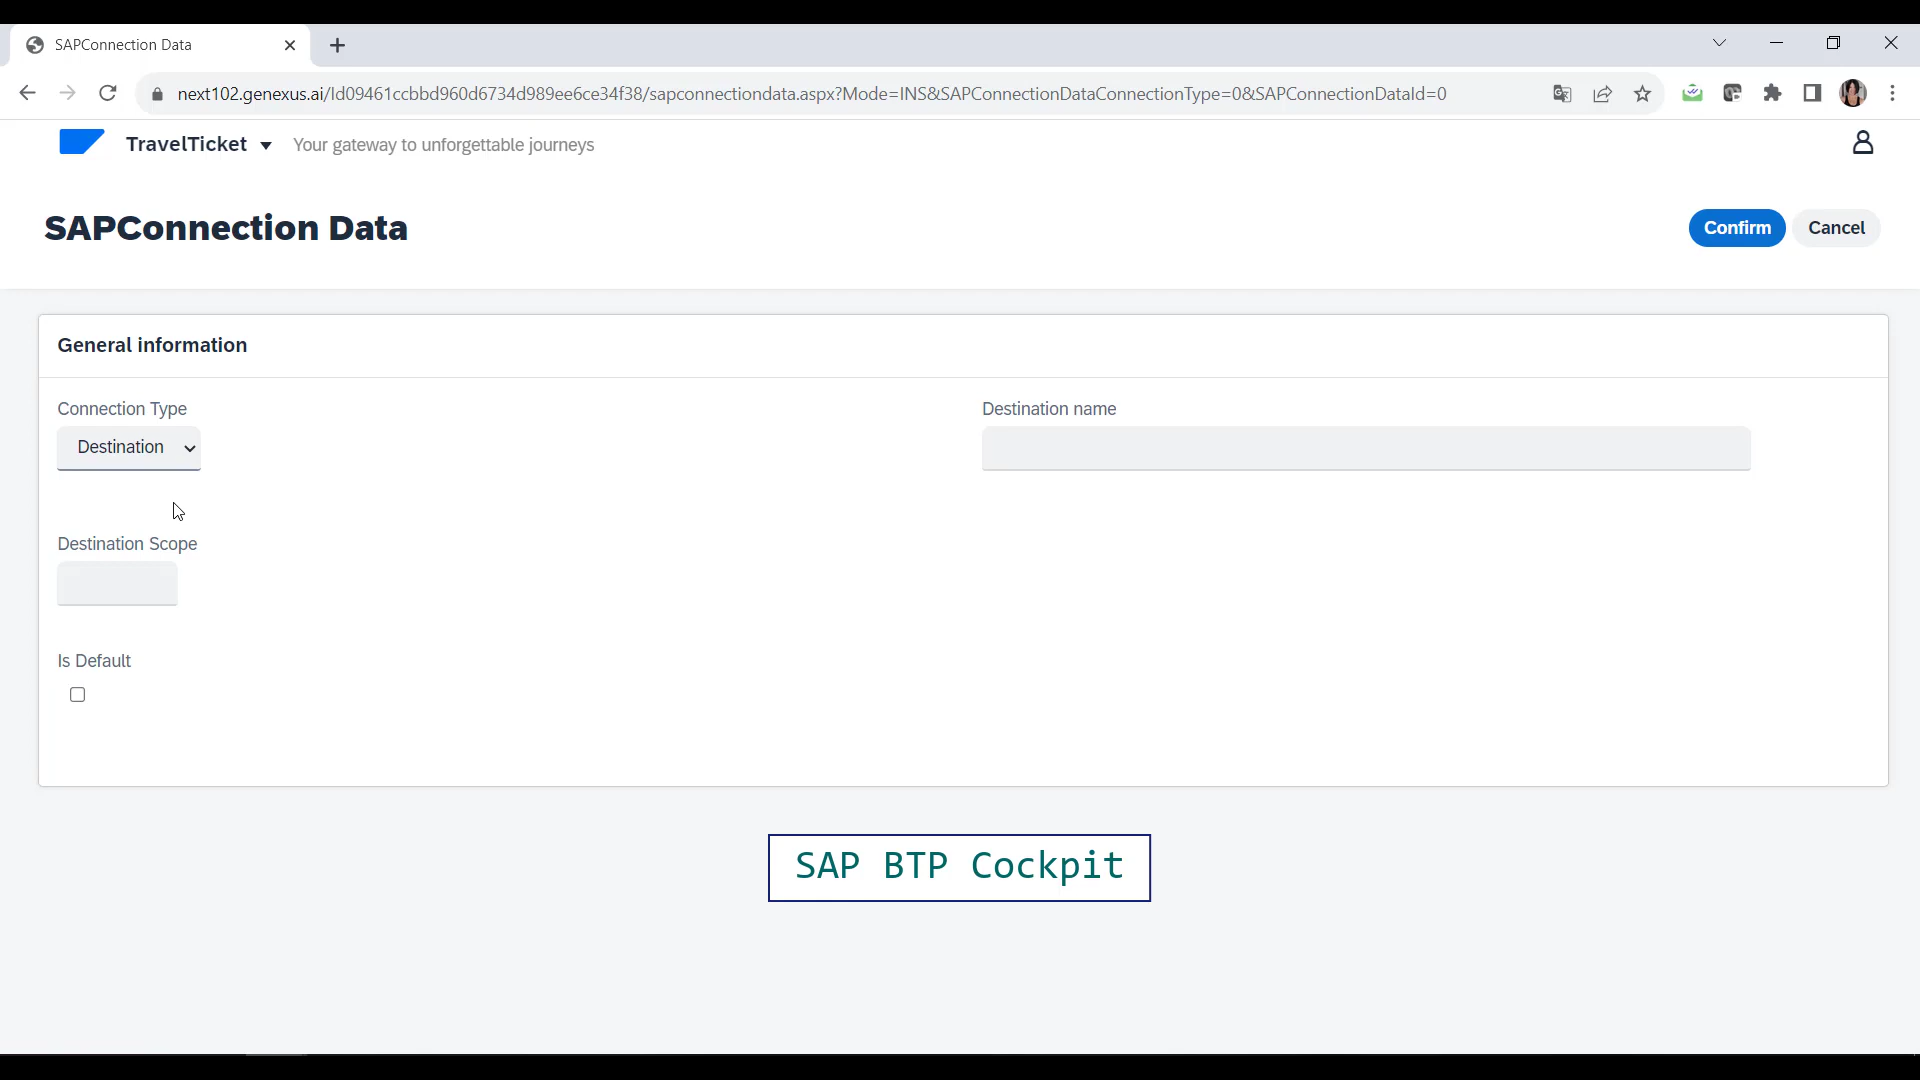 SAPConnection Data
next102.genexus.ai/Id09461ccbbd960d6734d989ee6ce34f38/sapconnectiondata.aspx?Mode=INS&SAPConnectionDataConnectionType=0&SAPConnectionDataId=0
TravelTicket Your gateway to unforgettable journeys
SAPConnection Data
Confirm Cancel
General information
Connection Type Destination name
Destination
Destination Scope
Is Default
SAP BTP Cockpit